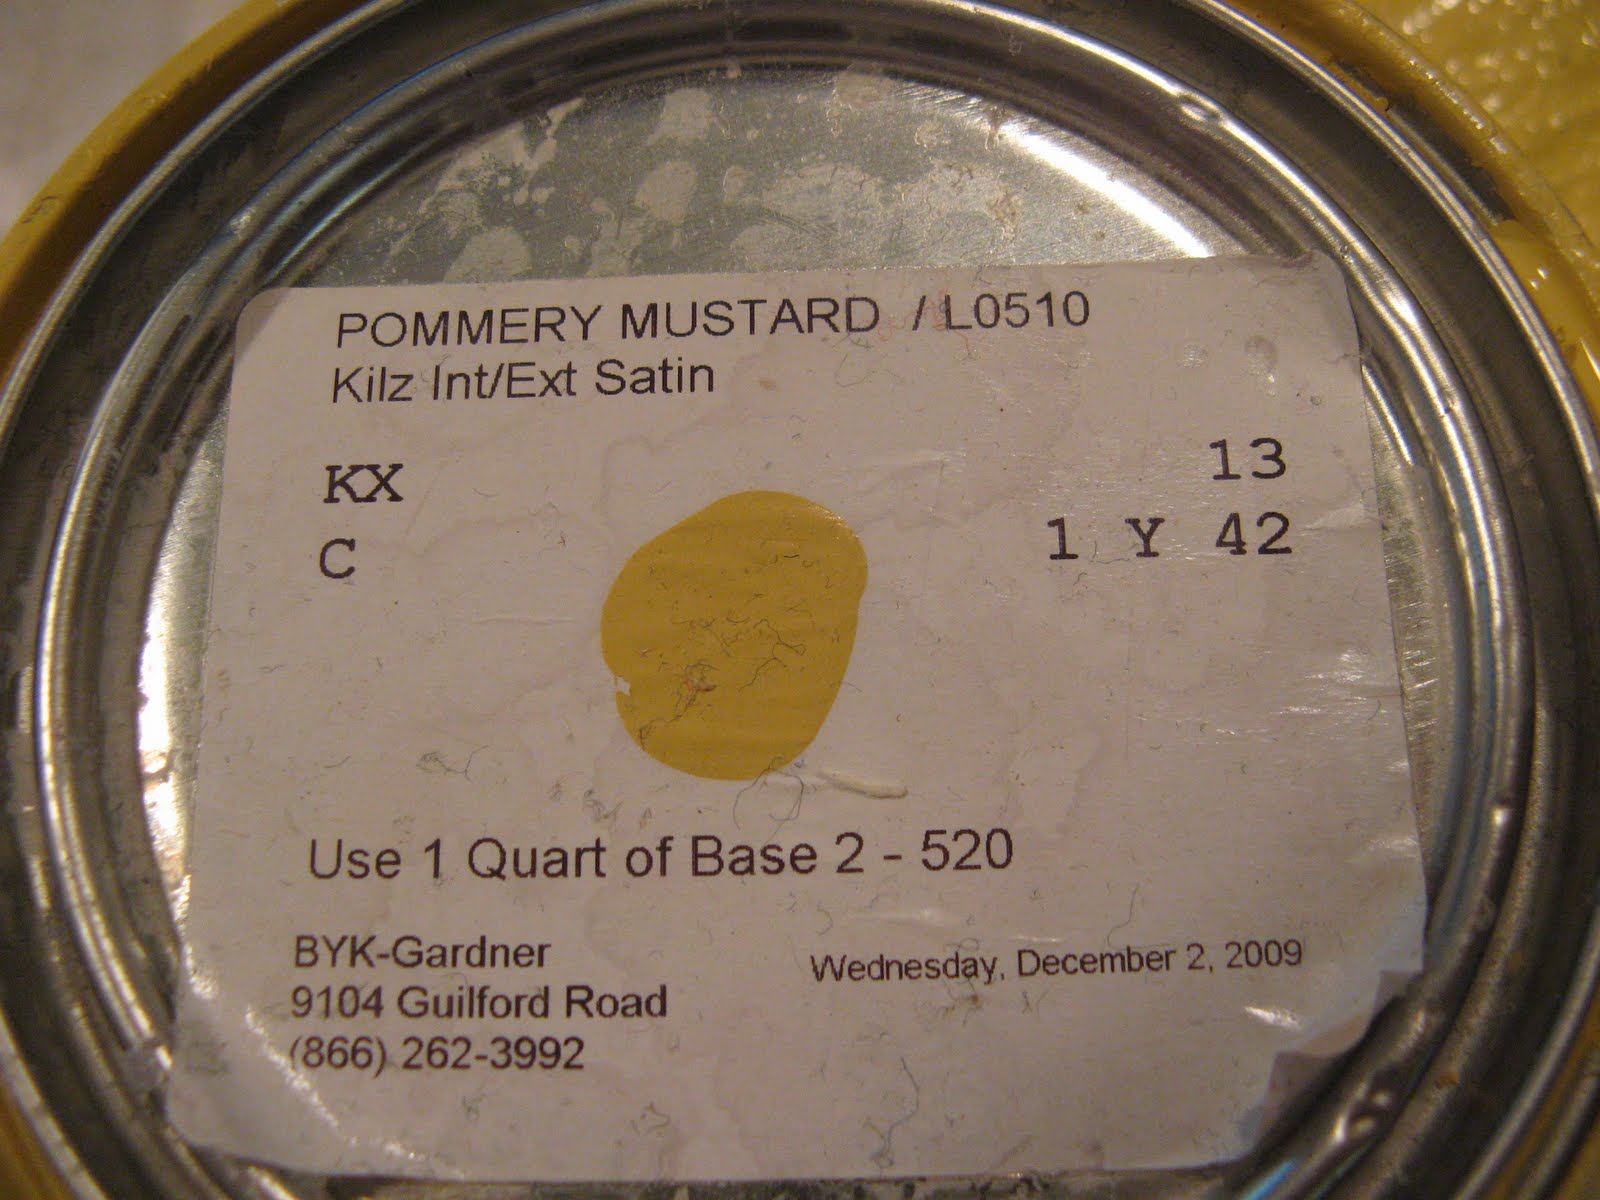 POMMERY MUSTARD / L0510
Kilz Int/Ext Satin
KX 13
C 1 Y 42
Use 1 Quart of Base 2 - 520
BYK-Gardner
Wednesday, December 2, 2009
9104 Guilford Road
(866) 262-3992